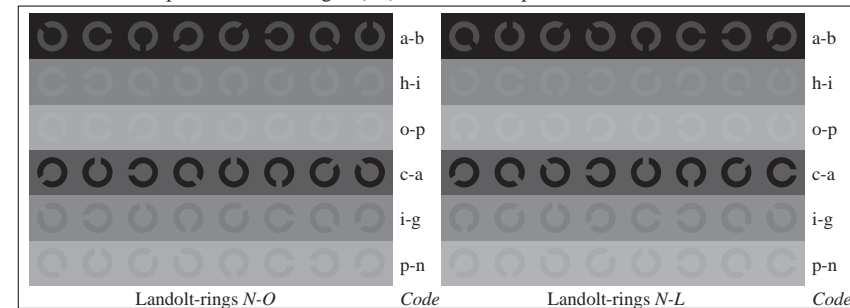 a-b a-b
h-i h-i
o-p o-p
c-a c-a
i-g i-g
p-n p-n
Landolt-rings N-O Code Landolt-rings N-L Code